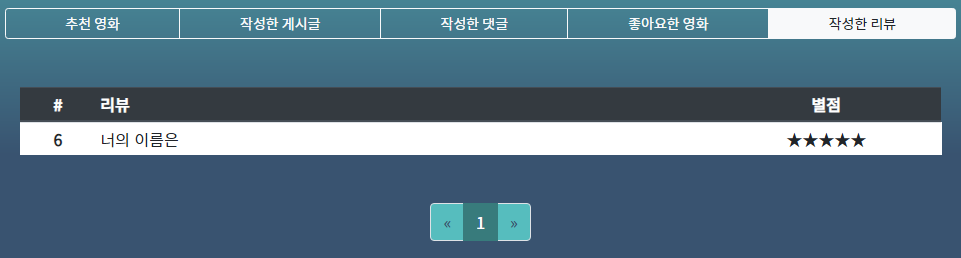 추천 영화 작성한 게시글 작성한 댓글 좋아요한 영화 작성한 리뷰
# 리뷰 별점
6 너의 이름은 ★★★★★
« 1 »